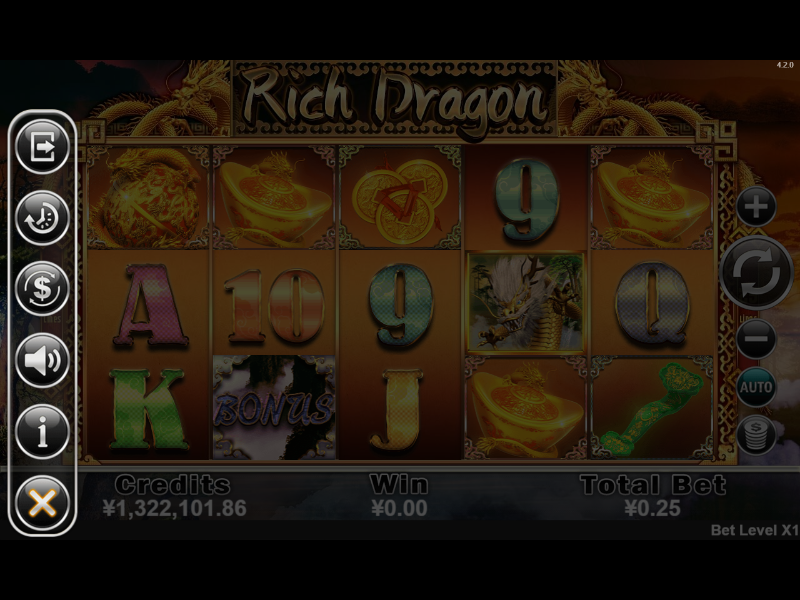 4.2.0
Rich Dragon
9
A
10
9
Q
K
BONUS
J
AUTO
Credits
Win
Total Bet
¥1,322,101.86
¥0.00
¥0.25
Bet Level X1